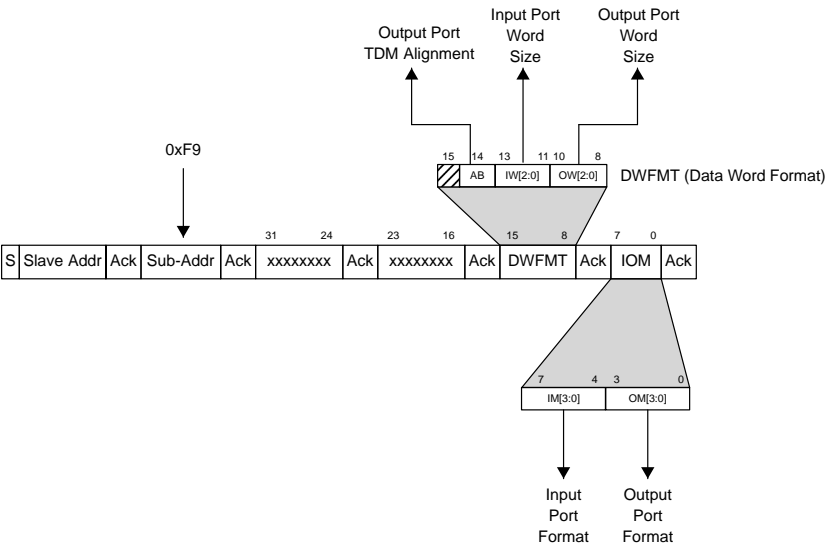 Output Port
TDM Alignment
Input Port
Word
Size
Output Port
Word
Size
0xF9
15 14 13 11 10 8
AB IW[2:0] OW[2:0] DWFMT (Data Word Format)
31 24 23 16 15 8 7 0
S Slave Addr Ack Sub-Addr Ack xxxxxxxx Ack xxxxxxxx Ack DWFMT Ack IOM Ack
7 4 3 0
IM[3:0] OM[3:0]
Input
Port
Format
Output
Port
Format